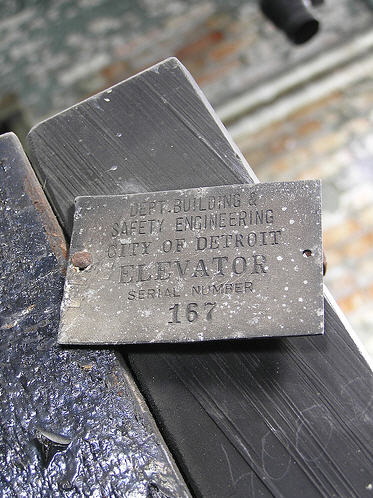 DEPT. BUILDING &
SAFETY ENGINEERING
CITY OF DETROIT
ELEVATOR
SERIAL NUMBER
167